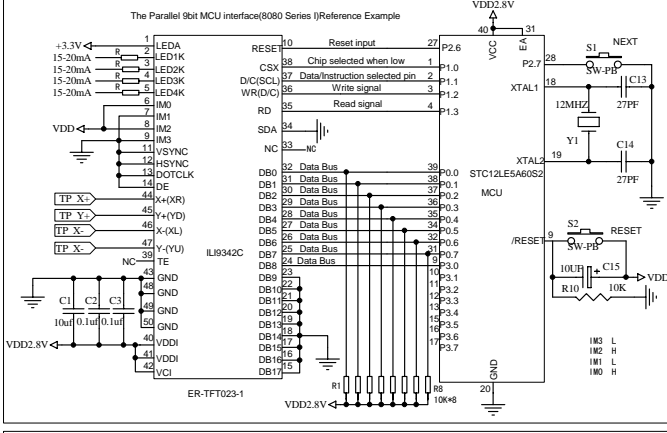 The Parallel 9bit MCU interface(8080 Series I)Reference Example
VDD2.8V
+3.3V
15-20mA R
15-20mA R
15-20mA R
15-20mA R
VDD
TP X+
TP Y+
TP X-
TP X-
NC
C1 C2 C3
10uf 0.1uf 0.1uf
VDD2.8V
1 LEDA
2 LED1K
3 LED2K
4 LED3K
5 LED4K
6 IM0
7 IM1
8 IM2
9 IM3
11 VSYNC
12 HSYNC
13 DOTCLK
14 DE
44 X+(XR)
45 Y+(YD)
46 X-(XL)
47 Y-(YU)
39 TE
43 GND
48 GND
49 GND
50 GND
40 VDDI
41 VDDI
42 VCI
ILI9342C
ER-TFT023-1
RESET 10 Reset input 27 P2.6
CSX 38 Chip selected when low 1 P1.0
D/C(SCL) 37 Data/Instruction selected pin 2 P1.1
WR(D/C) 36 Write signal 3 P1.2
RD 35 Read signal 4 P1.3
SDA 34
NC 33 NC
DB0 32 Data Bus 39 P0.0
DB1 31 Data Bus 38 P0.1
DB2 30 Data Bus 37 P0.2
DB3 29 Data Bus 36 P0.3
DB4 28 Data Bus 35 P0.4
DB5 27 Data Bus 34 P0.5
DB6 26 Data Bus 32 P0.6
DB7 25 Data Bus 31 P0.7
DB8 24 Data Bus 9 P3.0
DB9 23 10 P3.1
DB10 22 11 P3.2
DB11 21 12 P3.3
DB12 20 13 P3.4
DB13 19 15 P3.5
DB14 18 16 P3.6
DB15 17 17 P3.7
DB16 16
DB17 15
R1 R8
10K*8
VDD2.8V
40 VCC
31 EA
STC12LE5A60S2
MCU
20 GND
P2.7 28
S1 NEXT
SW-PB
XTAL1 18
C13
27PF
12MHZ
Y1
XTAL2 19
C14
27PF
/RESET 9
S2 RESET
SW-PB
10UF + C15
VDD
R10 10K
IM3 L
IM2 H
IM1 L
IM0 H